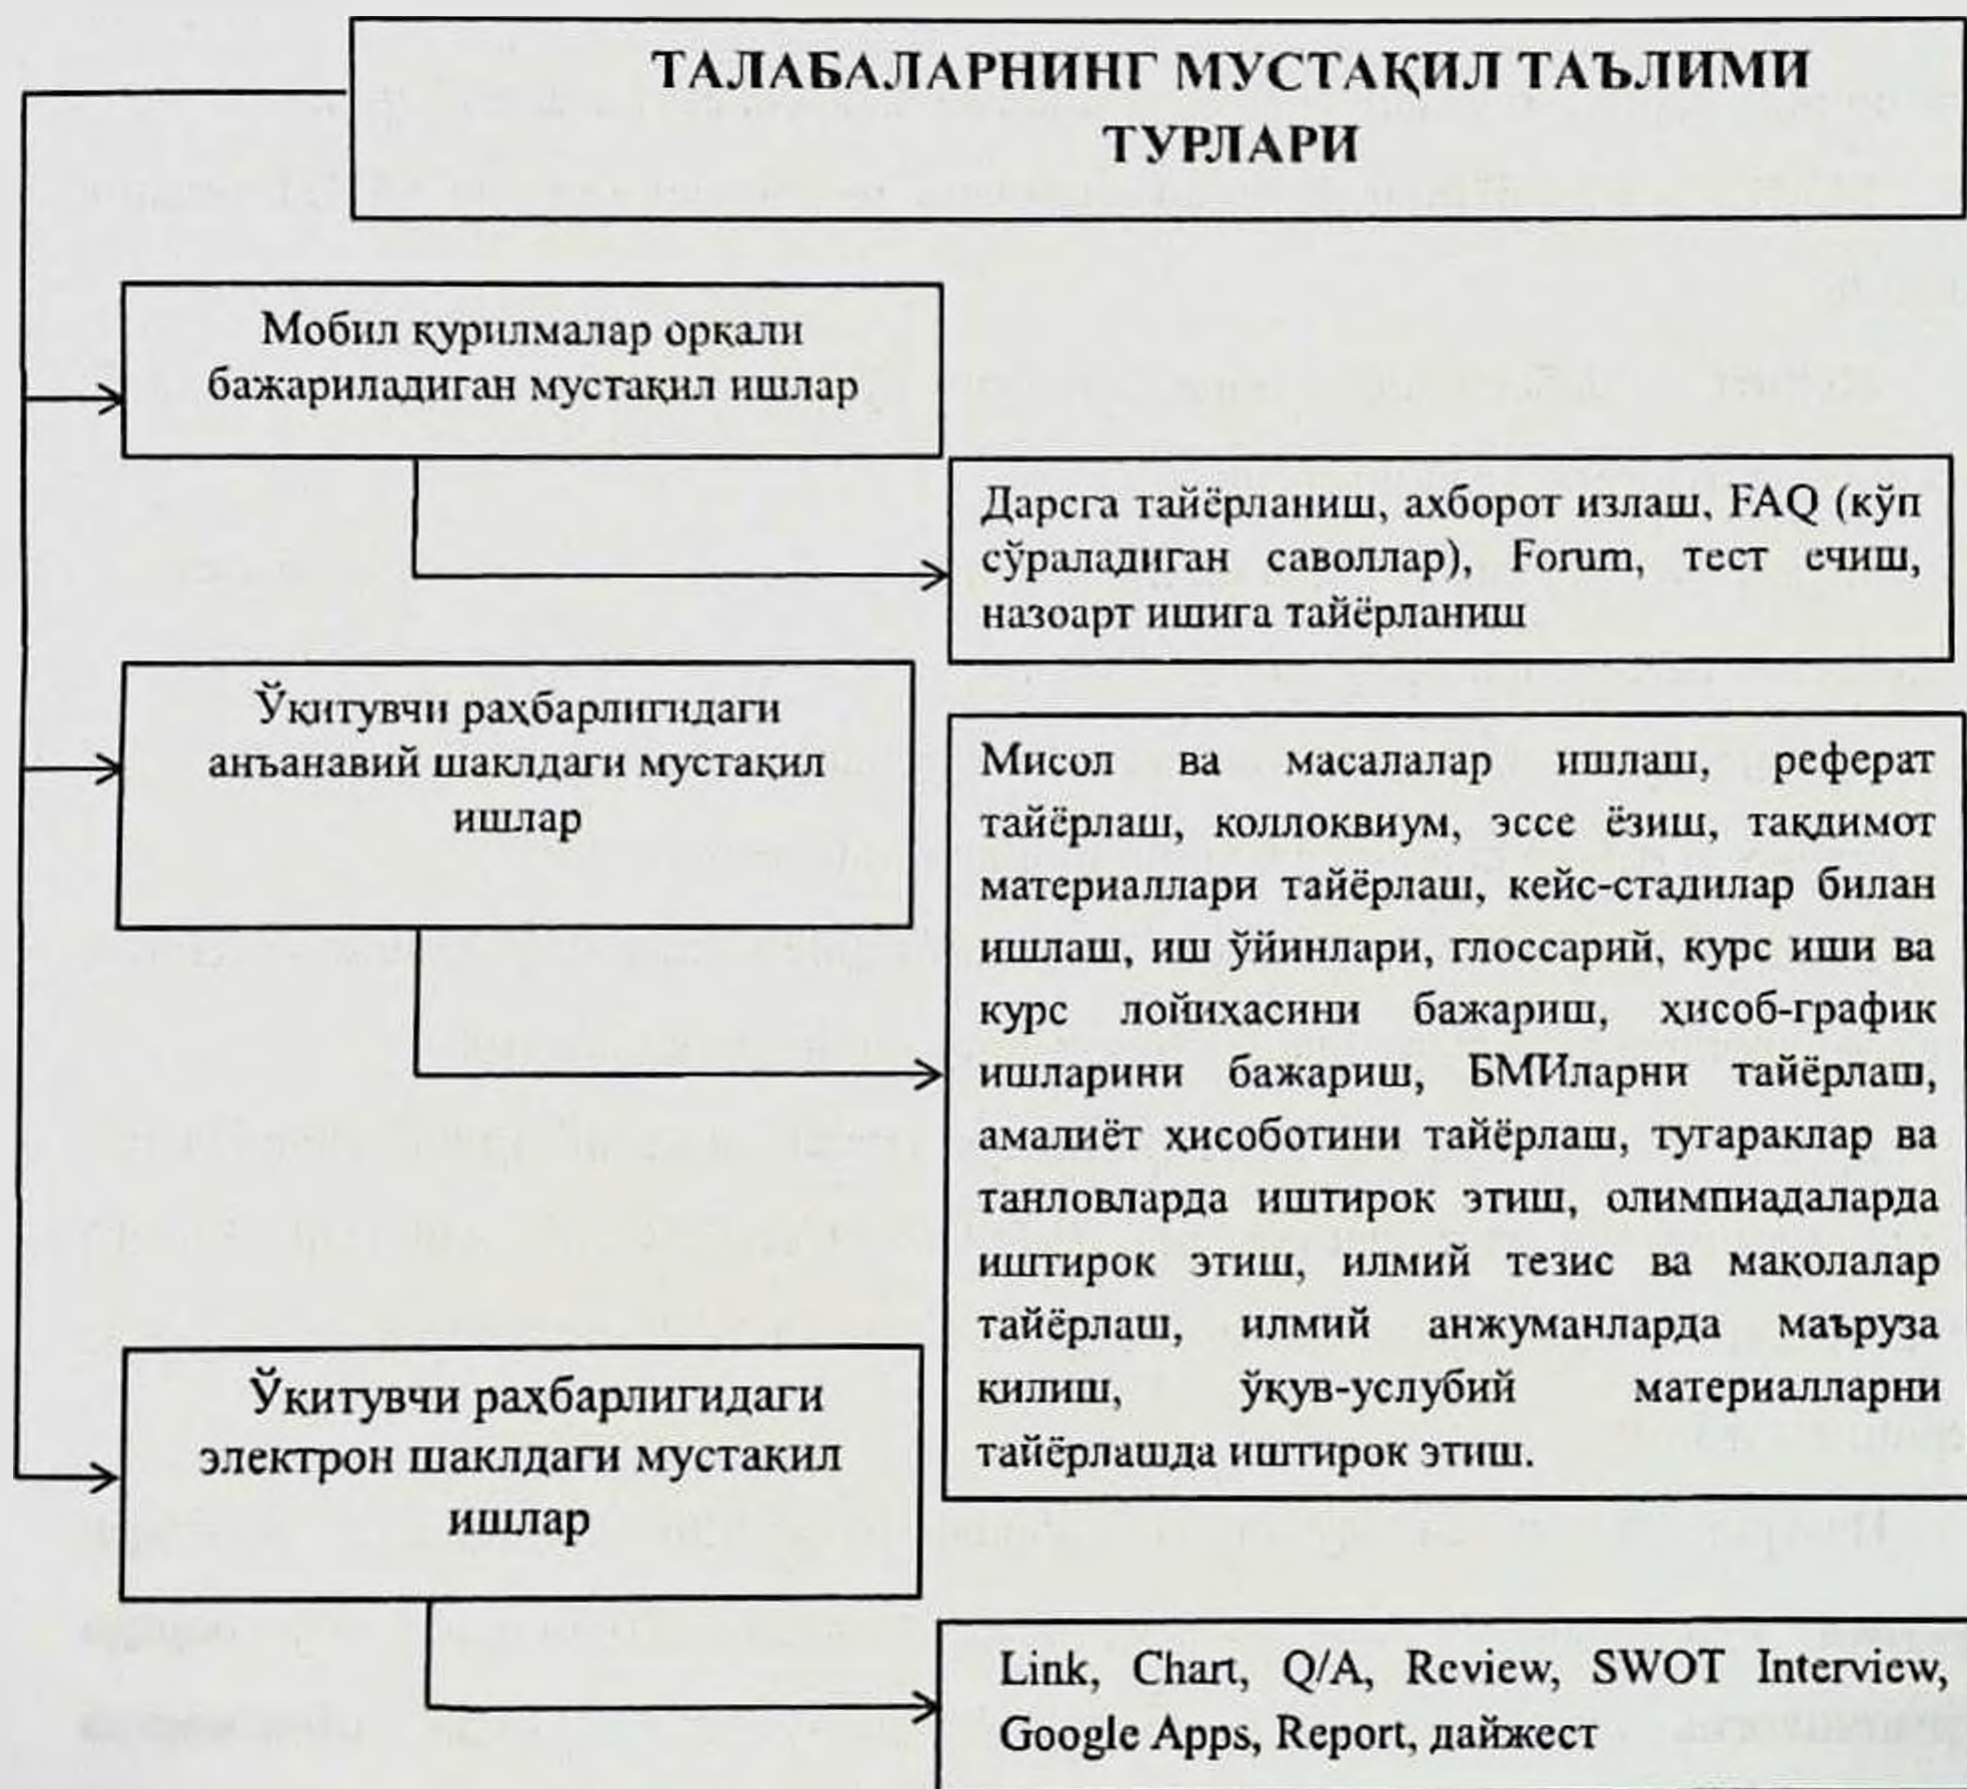 ТАЛАБАЛАРНИНГ МУСТАҚИЛ ТАЪЛИМИ
ТУРЛАРИ
Мобил қурилмалар орқали
бажариладиган мустақил ишлар
Дарсга тайёрланиш, ахборот излаш, FAQ (кўп
сўраладиган саволлар), Forum, тест ечиш,
назоарт ишига тайёрланиш
Ўқитувчи раҳбарлигидаги
анъанавий шаклдаги мустақил
ишлар
Мисол ва масалалар ишлаш, реферат
тайёрлаш, коллоквиум, эссе ёзиш, тақдимот
материаллари тайёрлаш, кейс-стадилар билан
ишлаш, иш ўйинлари, глоссарий, курс иши ва
курс лойиҳасини бажариш, ҳисоб-график
ишларини бажариш, БМИларни тайёрлаш,
амалиёт ҳисоботини тайёрлаш, тугараклар ва
танловларда иштирок этиш, олимпиадаларда
иштирок этиш, илмий тезис ва мақолалар
тайёрлаш, илмий анжуманларда маъруза
қилиш, ўқув-услубий материалларни
тайёрлашда иштирок этиш.
Ўқитувчи раҳбарлигидаги
электрон шаклдаги мустақил
ишлар
Link, Chart, Q/A, Review, SWOT Interview,
Google Apps, Report, дайжест